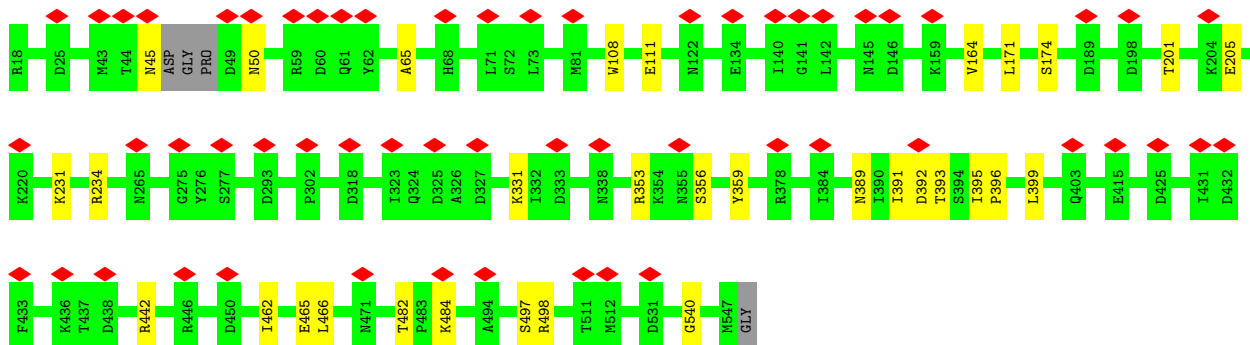 R18 D25 M43 T44 N45 ASP GLY PRO D49 N50 R59 D60 Q61 Y62 A65 H68 L71 S72 L73 M81 W108 E111 N122 E134 I140 G141 L142 N145 D146 K159 V164 L171 S174 D189 D198 T201 K204 E205
K220 K231 R234 N265 G275 Y276 S277 D293 P302 D318 I323 Q324 D325 A326 D327 K331 I332 D333 N338 R353 K354 N355 S356 Y359 R378 I384 N389 I390 I391 D392 T393 S394 I395 P396 L399 Q403 E415 D425 I431 D432
F433 K436 T437 D438 R442 R446 D450 I462 E465 L466 N471 T482 P483 K484 A494 S497 R498 T511 M512 D531 G540 M547 GLY